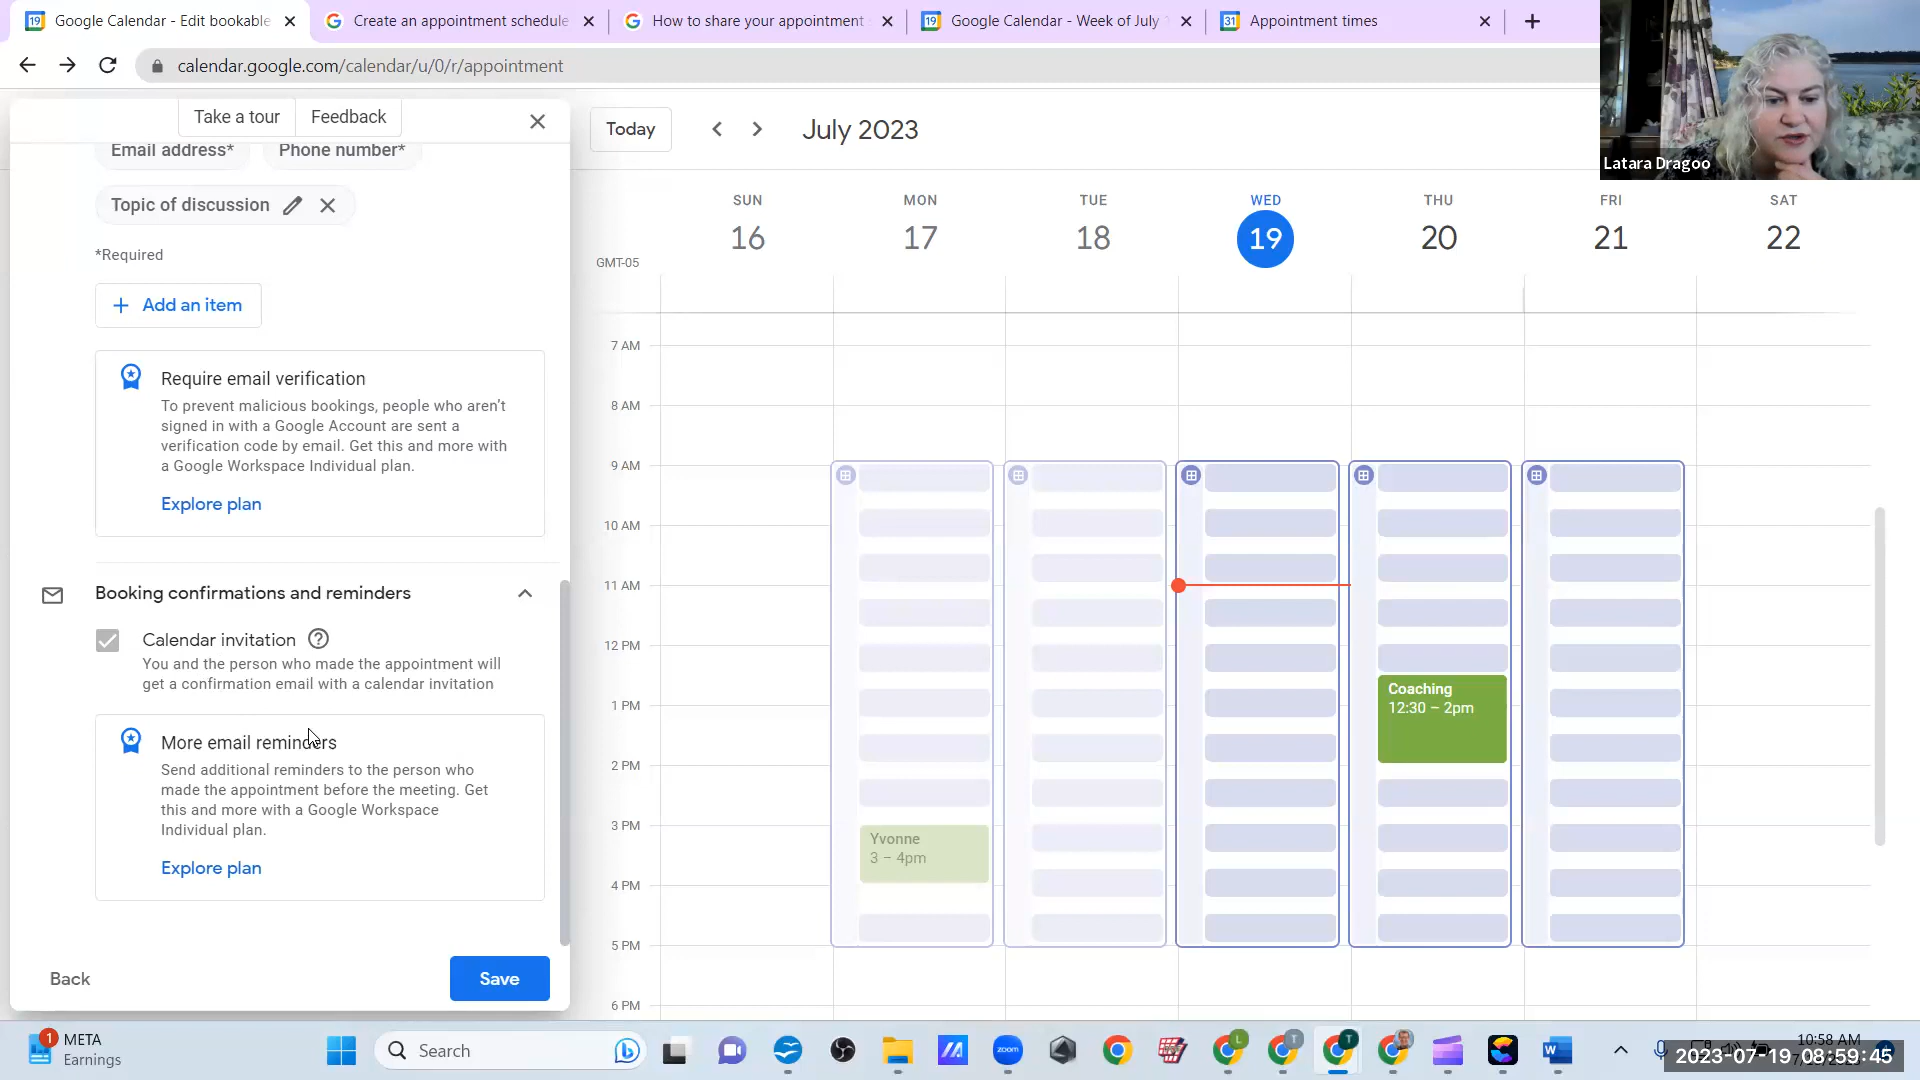 Google Calendar - Edit bookable
Create an appointment schedule
How to share your appointment s
Google Calendar - Week of July
Appointment times
calendar.google.com/calendar/u/0/r/appointment
Latara Dragoo
Take a tour
Feedback
Today
July 2023
Email address*
Phone number*
Topic of discussion
*Required
Add an item
Require email verification
To prevent malicious bookings, people who aren't
signed in with a Google Account are sent a
verification code by email. Get this and more with
a Google Workspace Individual plan.
Explore plan
Booking confirmations and reminders
Calendar invitation
You and the person who made the appointment will
get a confirmation email with a calendar invitation
More email reminders
Send additional reminders to the person who
made the appointment before the meeting. Get
this and more with a Google Workspace
Individual plan.
Explore plan
Back
Save
GMT-05
SUN
16
MON
17
TUE
18
WED
19
THU
20
FRI
21
SAT
22
7 AM
8 AM
9 AM
10 AM
11 AM
12 PM
1 PM
2 PM
3 PM
4 PM
5 PM
6 PM
Coaching
12:30 – 2pm
Yvonne
3 – 4pm
1
META
Earnings
Search
zoom
L
T
T
W
10:58 AM
2023-07-19 08:59:45